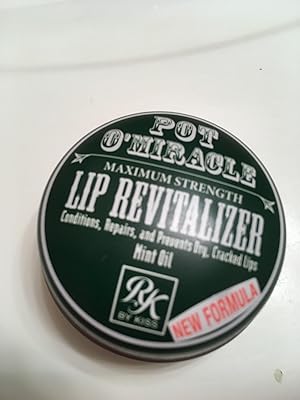 POT
O'MIRACLE
MAXIMUM STRENGTH
LIP REVITALIZER
Conditions, Repairs, and Prevents Dry, Cracked Lips
Mint Oil
RK
BY KISS
NEW FORMULA